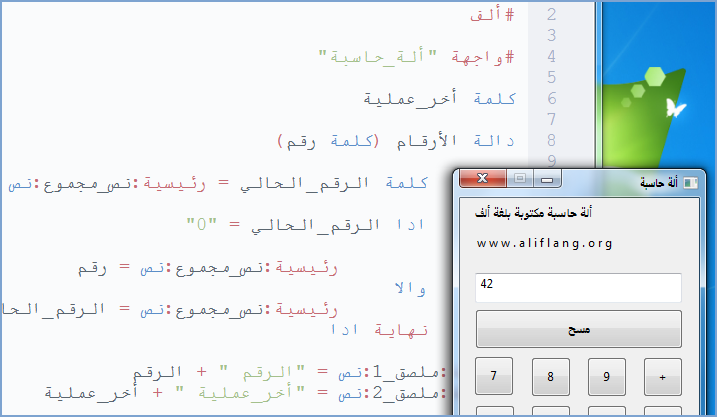 2
#ألف
3
4
#واجهة "ألة_حاسبة"
5
6
كلمة أخر_عملية
7
8
دالة الأرقام (كلمة رقم)
9
كلمة الرقم_الحالي = رئيسية:نص_مجموع:نص
ادا الرقم_الحالي = "0"
رئيسية:نص_مجموع:نص = رقم
والا
رئيسية:نص_مجموع:نص = الرقم_الحا
نهاية ادا
:ملصق_1:نص = "الرقم " + الرقم
:ملصق_2:نص = "أخر_عملية " + أخر_عملية
ألة حاسبة
ألة حاسبة مكتوبة بلغة ألف
www.aliflang.org
42
مسح
7 8 9 +